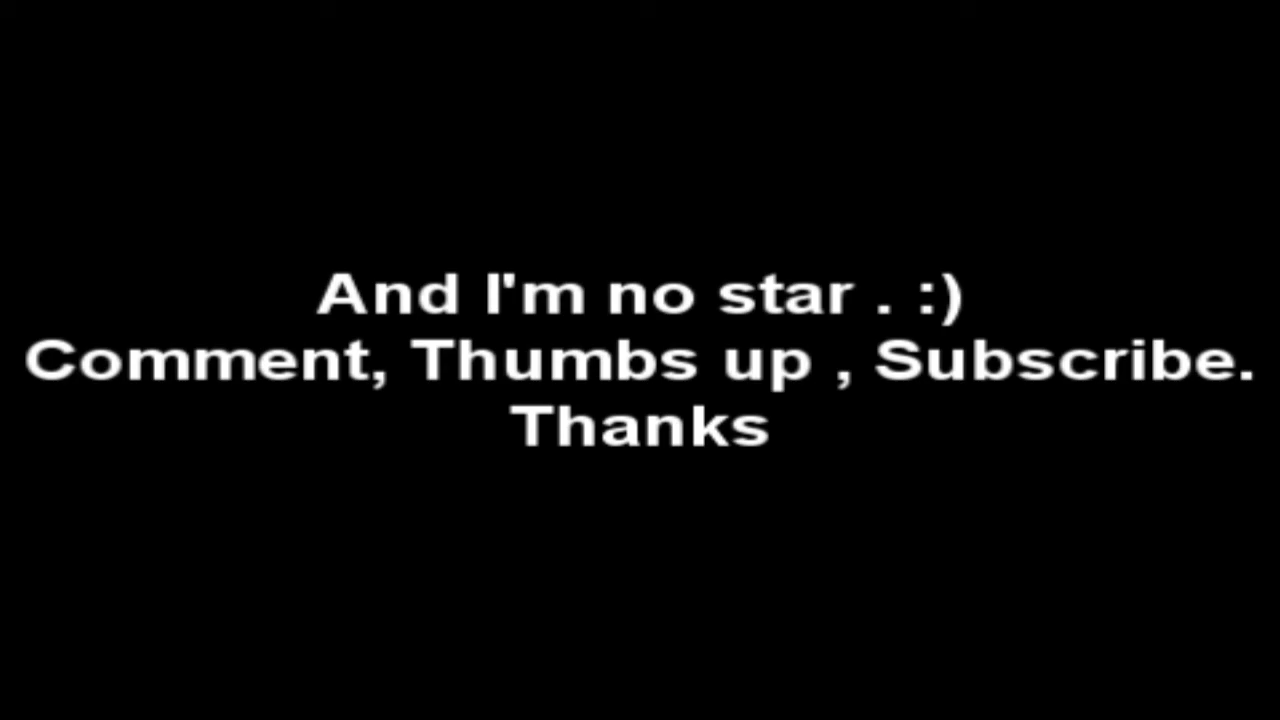 And I'm no star . :)
Comment, Thumbs up , Subscribe.
Thanks